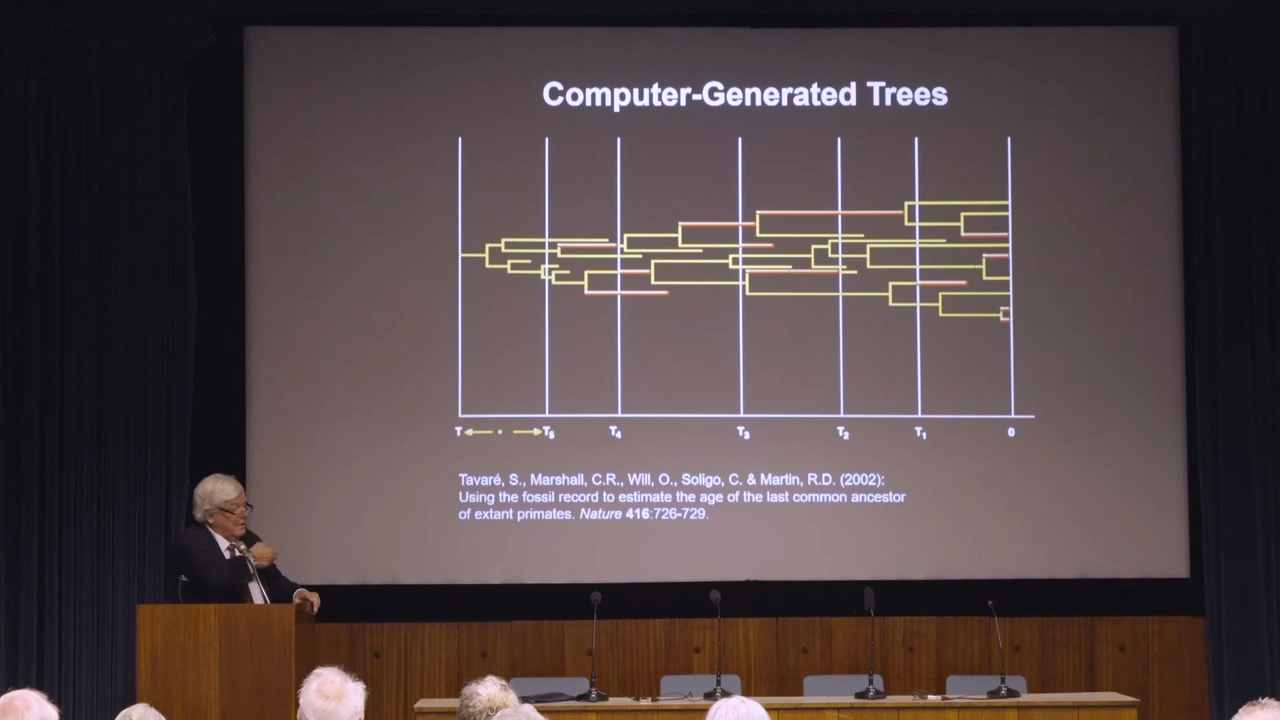 Computer-Generated Trees
T T₅ T₄ T₃ T₂ T₁ 0
Tavaré, S., Marshall, C.R., Will, O., Soligo, C. & Martin, R.D. (2002):
Using the fossil record to estimate the age of the last common ancestor
of extant primates. Nature 416:726-729.